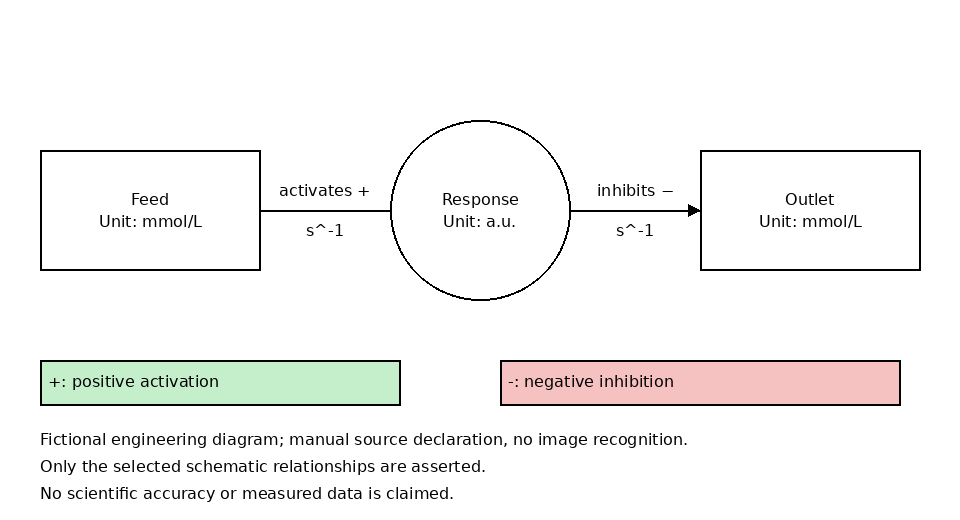 activates +
inhibits −
Feed
Unit: mmol/L
Response
Unit: a.u.
Outlet
Unit: mmol/L
s^-1
s^-1
+: positive activation
-: negative inhibition
Fictional engineering diagram; manual source declaration, no image recognition.
Only the selected schematic relationships are asserted.
No scientific accuracy or measured data is claimed.